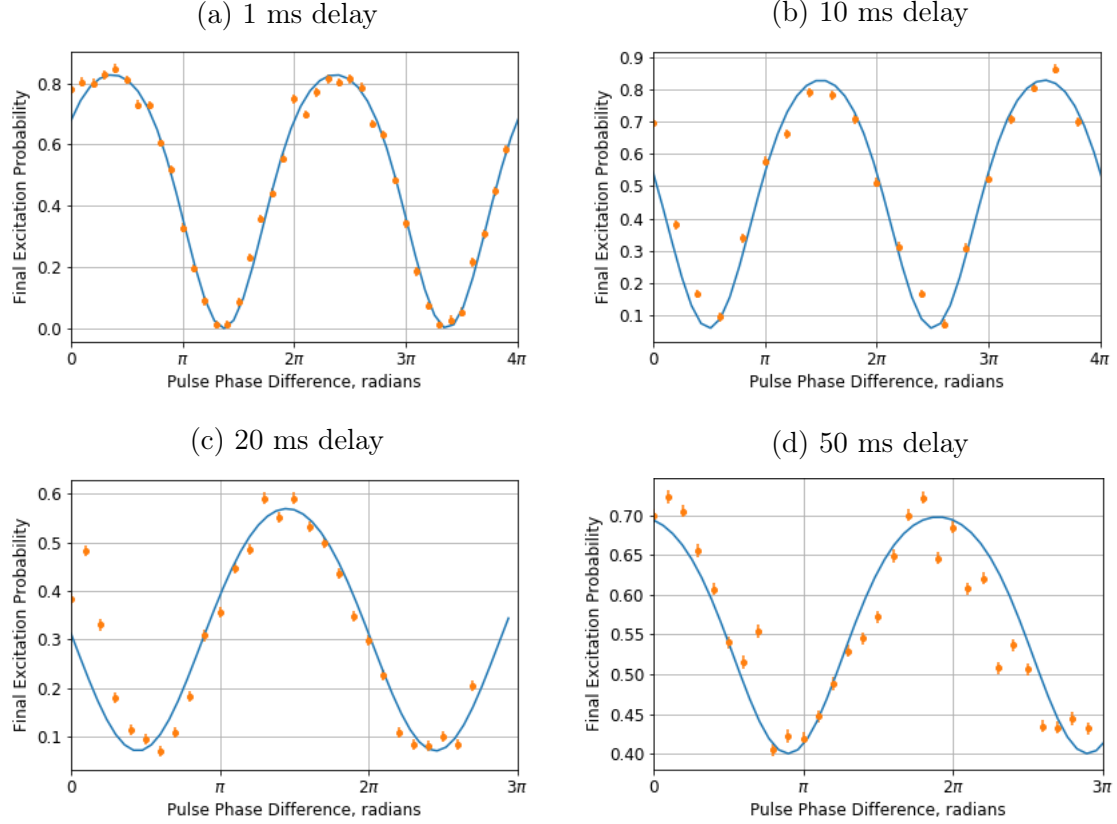 (a) 1 ms delay
Final Excitation Probability
0.8
0.6
0.4
0.2
0.0
0 π 2π 3π 4π
Pulse Phase Difference, radians
(b) 10 ms delay
Final Excitation Probability
0.9
0.8
0.7
0.6
0.5
0.4
0.3
0.2
0.1
0 π 2π 3π 4π
Pulse Phase Difference, radians
(c) 20 ms delay
Final Excitation Probability
0.6
0.5
0.4
0.3
0.2
0.1
0 π 2π 3π
Pulse Phase Difference, radians
(d) 50 ms delay
Final Excitation Probability
0.70
0.65
0.60
0.55
0.50
0.45
0.40
0 π 2π 3π
Pulse Phase Difference, radians